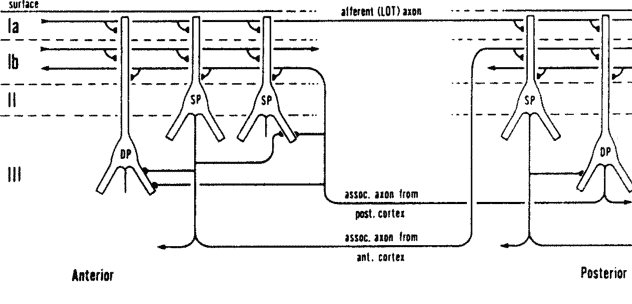 surface
afferent (LOT) axon
Ia
Ib
II
SP
SP
SP
III
DP
DP
assoc. axon from
post. cortex
assoc. axon from
ant. cortex
Anterior
Posterior